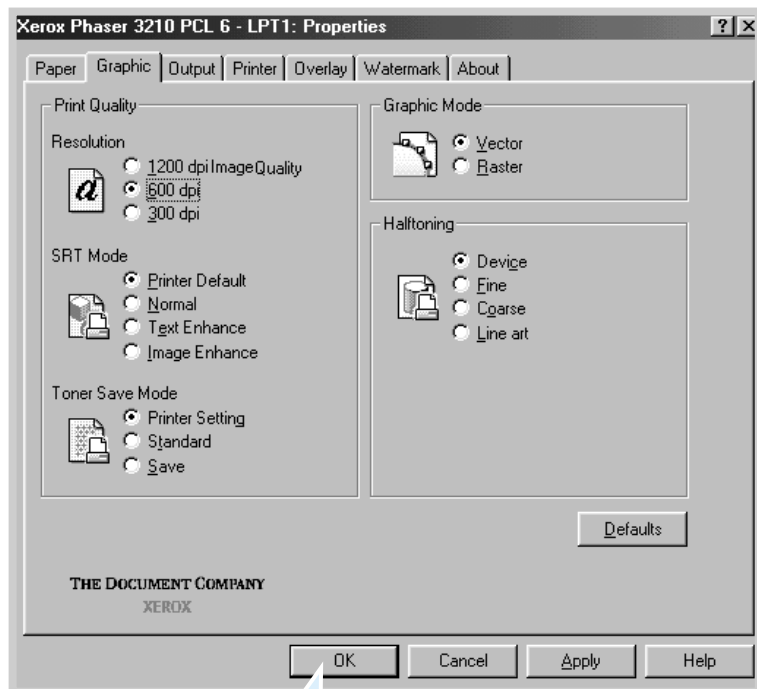 Xerox Phaser 3210 PCL 6 - LPT1: Properties
? X
Paper Graphic Output Printer Overlay Watermark About
Print Quality
Resolution
1200 dpi ImageQuality
600 dpi
300 dpi
SRT Mode
Printer Default
Normal
Text Enhance
Image Enhance
Toner Save Mode
Printer Setting
Standard
Save
Graphic Mode
Vector
Raster
Halftoning
Device
Fine
Coarse
Line art
Defaults
THE DOCUMENT COMPANY
XEROX
OK Cancel Apply Help